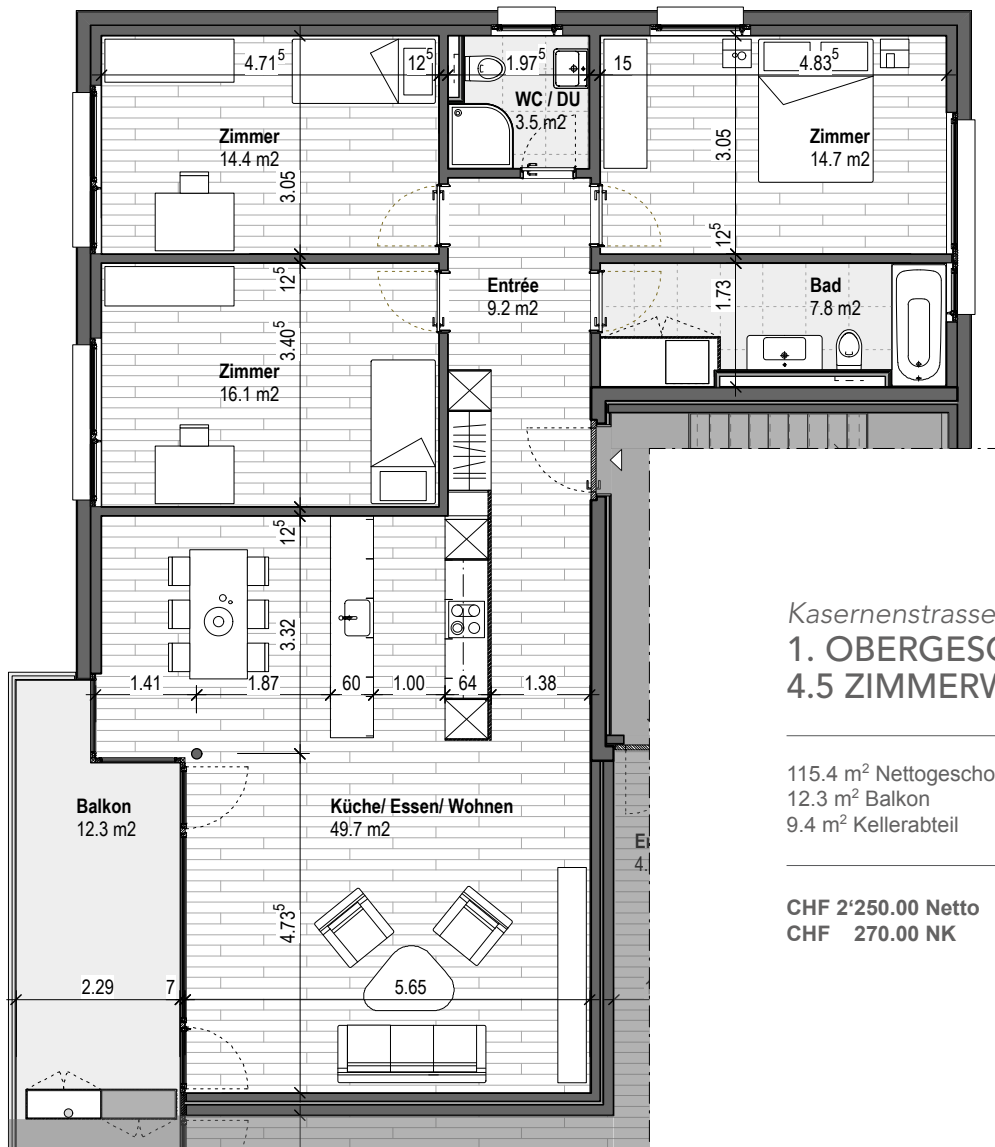 4.71⁵
12⁵
1.97⁵
15
4.83⁵
WC / DU
3.5 m2
Zimmer
14.4 m2
3.05
3.05
Zimmer
14.7 m2
12⁵
12⁵
Entrée
9.2 m2
1.73
Bad
7.8 m2
3.40⁵
Zimmer
16.1 m2
12⁵
3.32
1.41
1.87
60
1.00
64
1.38
Balkon
12.3 m2
Küche/ Essen/ Wohnen
49.7 m2
4.
4.73⁵
2.29
7
5.65
Kasernenstrasse
1. OBERGESC
4.5 ZIMMERW
115.4 m² Nettogescho
12.3 m² Balkon
9.4 m² Kellerabteil
CHF 2‘250.00 Netto
CHF 270.00 NK